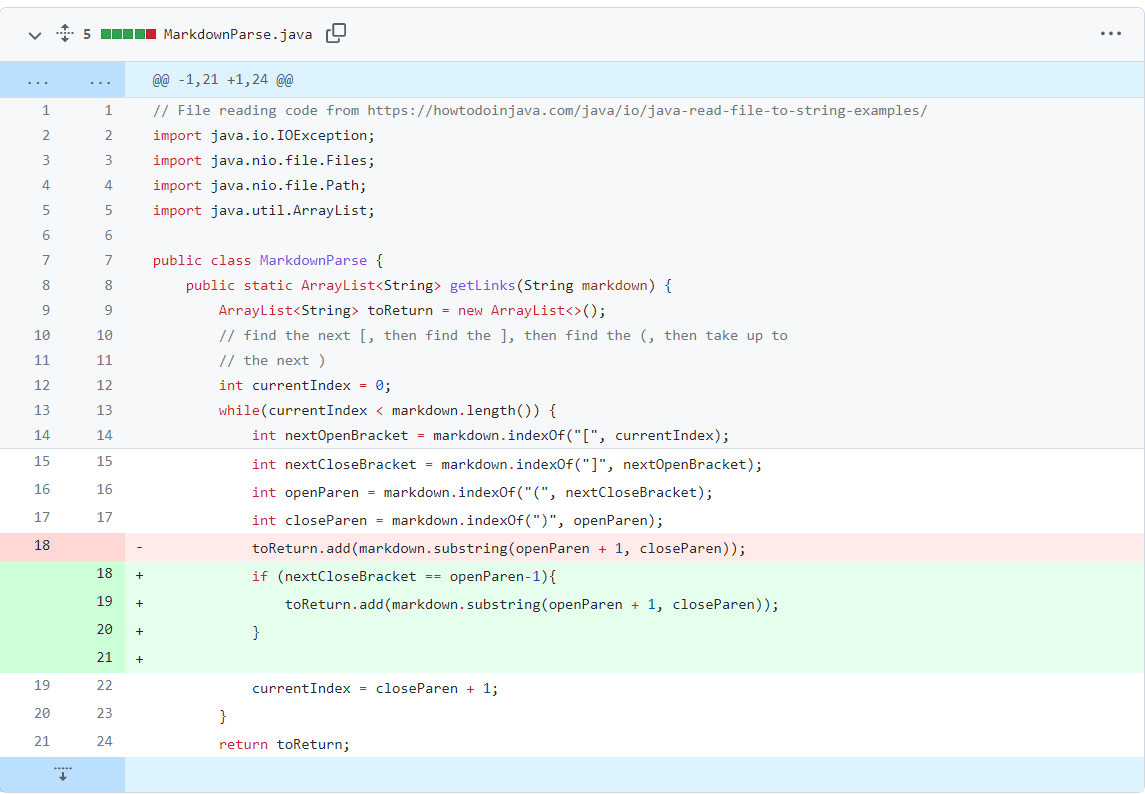 5 MarkdownParse.java ...
... ... @@ -1,21 +1,24 @@
1 1 // File reading code from https://howtodoinjava.com/java/io/java-read-file-to-string-examples/
2 2 import java.io.IOException;
3 3 import java.nio.file.Files;
4 4 import java.nio.file.Path;
5 5 import java.util.ArrayList;
6 6
7 7 public class MarkdownParse {
8 8     public static ArrayList<String> getLinks(String markdown) {
9 9         ArrayList<String> toReturn = new ArrayList<>();
10 10         // find the next [, then find the ], then find the (, then take up to
11 11         // the next )
12 12         int currentIndex = 0;
13 13         while(currentIndex < markdown.length()) {
14 14             int nextOpenBracket = markdown.indexOf("[", currentIndex);
15 15             int nextCloseBracket = markdown.indexOf("]", nextOpenBracket);
16 16             int openParen = markdown.indexOf("(", nextCloseBracket);
17 17             int closeParen = markdown.indexOf(")", openParen);
18 -             toReturn.add(markdown.substring(openParen + 1, closeParen));
18 +             if (nextCloseBracket == openParen-1){
19 +                 toReturn.add(markdown.substring(openParen + 1, closeParen));
20 +             }
21 +
19 22             currentIndex = closeParen + 1;
20 23         }
21 24         return toReturn;